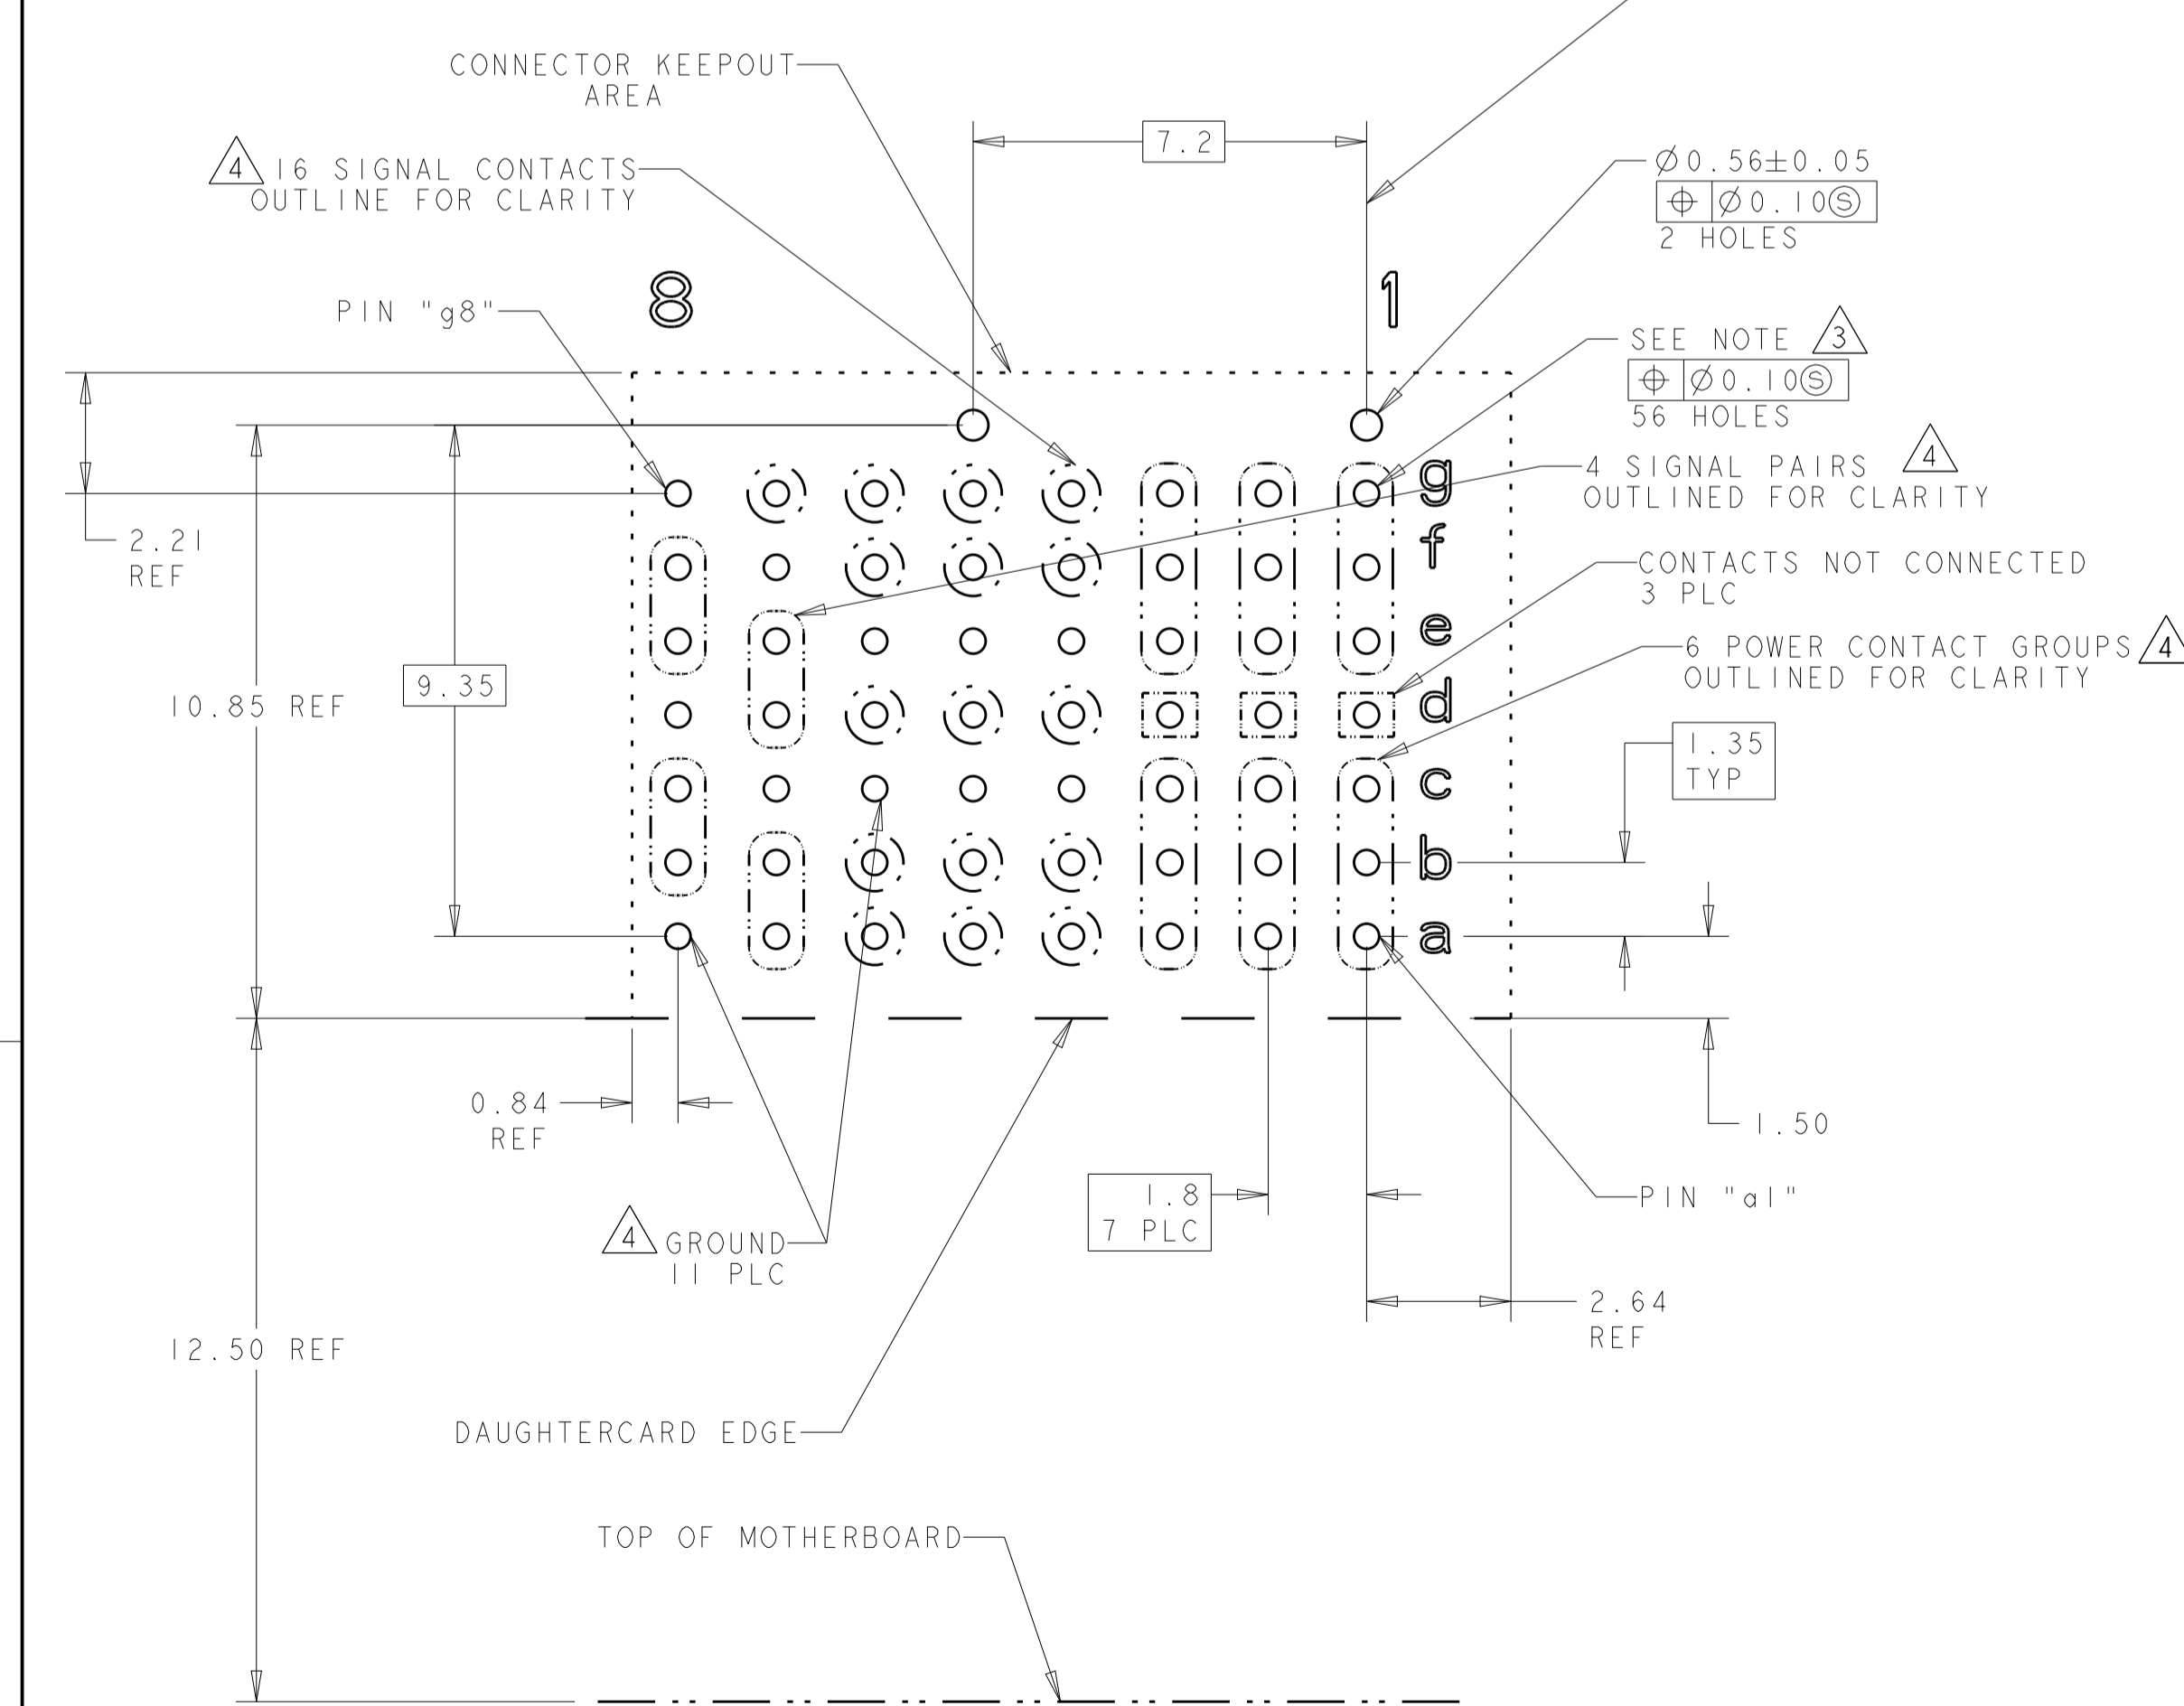 CONNECTOR KEEPOUT
AREA
4 16 SIGNAL CONTACTS
OUTLINE FOR CLARITY
7.2
Ø0.56±0.05
⌖ Ø0.10Ⓢ
2 HOLES
PIN "g8"
8
1
SEE NOTE 3
⌖ Ø0.10Ⓢ
56 HOLES
4 SIGNAL PAIRS 4
OUTLINED FOR CLARITY
g
f
e
d
c
b
a
2.21
REF
CONTACTS NOT CONNECTED
3 PLC
6 POWER CONTACT GROUPS 4
OUTLINED FOR CLARITY
9.35
10.85 REF
1.35
TYP
0.84
REF
1.50
1.8
7 PLC
PIN "a1"
4 GROUND
11 PLC
2.64
REF
12.50 REF
DAUGHTERCARD EDGE
TOP OF MOTHERBOARD